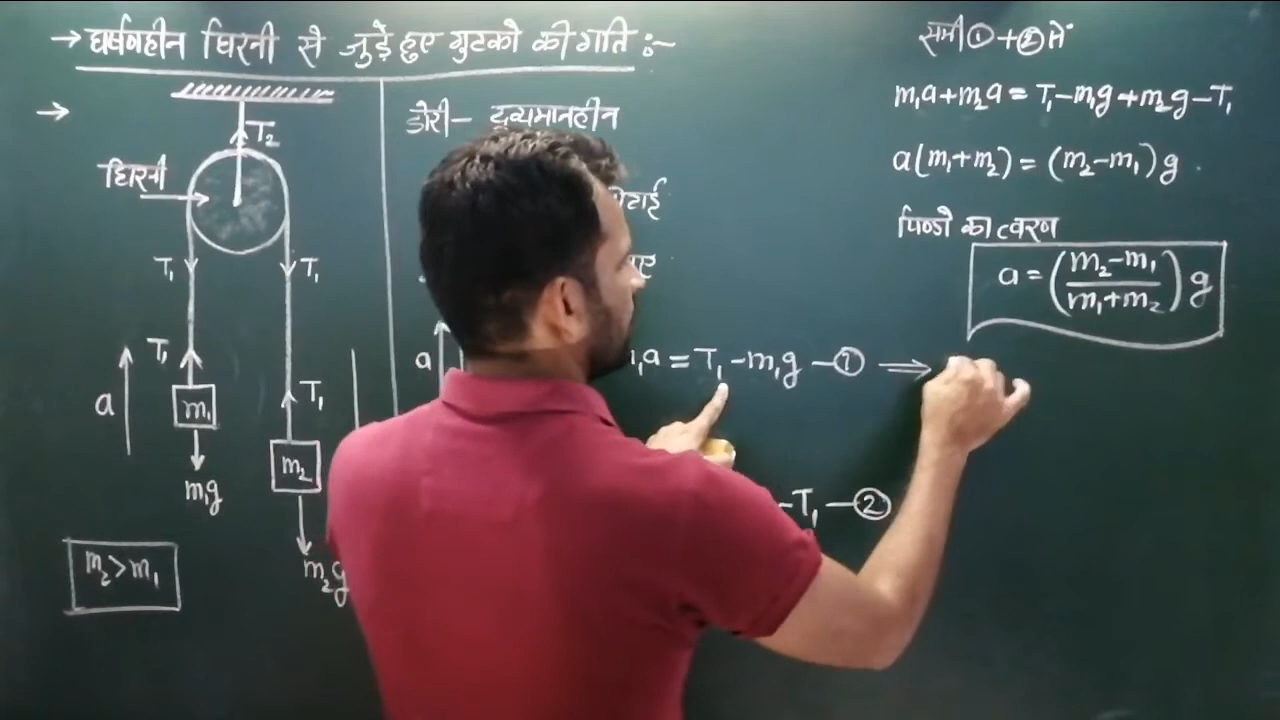 → घर्षणहीन घिरनी से जुड़े हुए गुटको की गति :~
→
T₂
घिरनी
T₁
T₁
T₁
T₁
a
m₁
m₂
m₁g
m₂g
m₂>m₁
डोरी- द्रव्यमानहीन
a
a = T₁-m₁g -①
-T₁ -②
समी ① + ② से
m₁a+m₂a = T₁-m₁g+m₂g-T₁
a(m₁+m₂) = (m₂-m₁)g
पिण्डो का त्वरण
a = (m₂-m₁/m₁+m₂) g